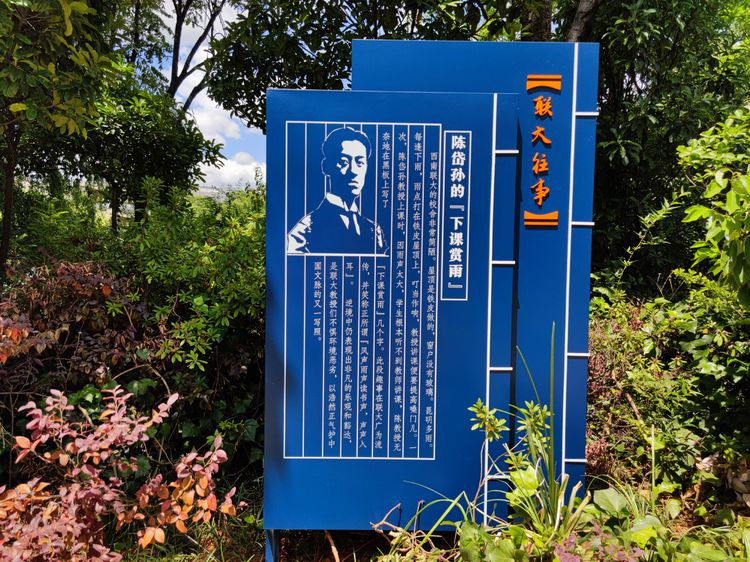 联大往事
陈岱孙的『下课赏雨』
西南联大的校舍非常简陋。屋顶是铁皮做的，窗户没有玻璃。昆明多雨。
每逢下雨，雨点打在铁皮屋顶上，叮当作响，教授讲课便要提高嗓门儿。一
次，陈岱孙教授上课时，因雨声太大，学生根本听不到教师讲课，陈教授无
奈地在黑板上写了
『下课赏雨』几个字。此段趣事在联大广为流
传，并笑称正所谓『风声雨声读书声，声声入
耳』。逆境中仍表现出非凡的乐观和豁达，
是联大教授们不惧环境恶劣，以浩然正气护中
国文脉的又一写照。